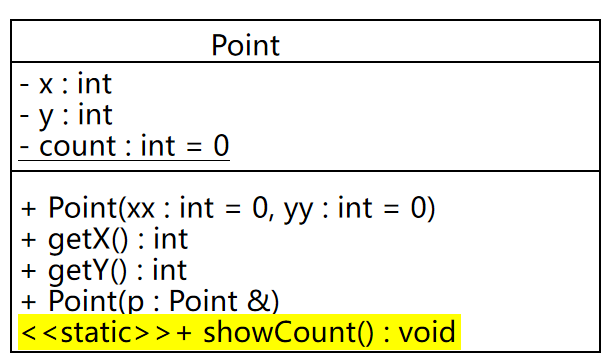 Point
- x : int
- y : int
- count : int = 0
+ Point(xx : int = 0, yy : int = 0)
+ getX() : int
+ getY() : int
+ Point(p : Point &)
<<static>>+ showCount() : void